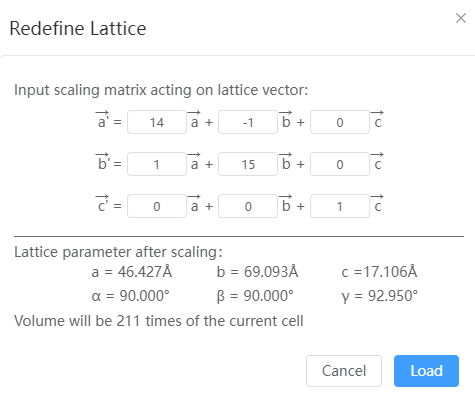 Redefine Lattice
×
Input scaling matrix acting on lattice vector:
a' = 14 a + -1 b + 0 c
b' = 1 a + 15 b + 0 c
c' = 0 a + 0 b + 1 c
Lattice parameter after scaling:
a = 46.427Å b = 69.093Å c =17.106Å
α = 90.000° β = 90.000° γ = 92.950°
Volume will be 211 times of the current cell
Cancel Load